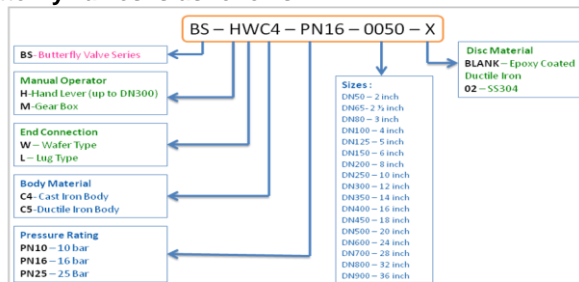 BS – HWC4 – PN16 – 0050 – X
BS–Butterfly Valve Series
Manual Operator
H–Hand Lever (up to DN300)
M–Gear Box
End Connection
W – Wafer Type
L – Lug Type
Body Material
C4– Cast Iron Body
C5–Ductile Iron Body
Pressure Rating
PN10 – 10 bar
PN16 – 16 bar
PN25 – 25 Bar
Sizes :
DN50 – 2 inch
DN65- 2 ½ inch
DN80 – 3 inch
DN100 – 4 inch
DN125 – 5 inch
DN150 – 6 inch
DN200 – 8 inch
DN250 – 10 inch
DN300 – 12 inch
DN350 – 14 inch
DN400 – 16 inch
DN450 – 18 inch
DN500 – 20 inch
DN600 – 24 inch
DN700 – 28 inch
DN800 – 32 inch
DN900 – 36 inch
Disc Material
BLANK – Epoxy Coated
Ductile Iron
02 – SS304